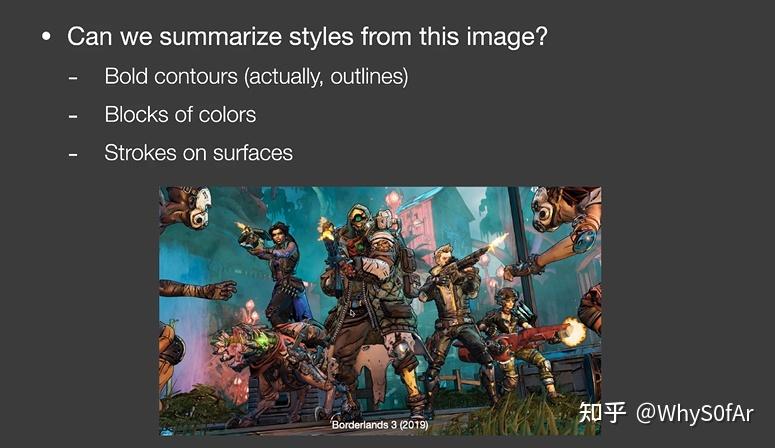 • Can we summarize styles from this image?
- Bold contours (actually, outlines)
- Blocks of colors
- Strokes on surfaces
Borderlands 3 (2019)
知乎 @WhyS0fAr